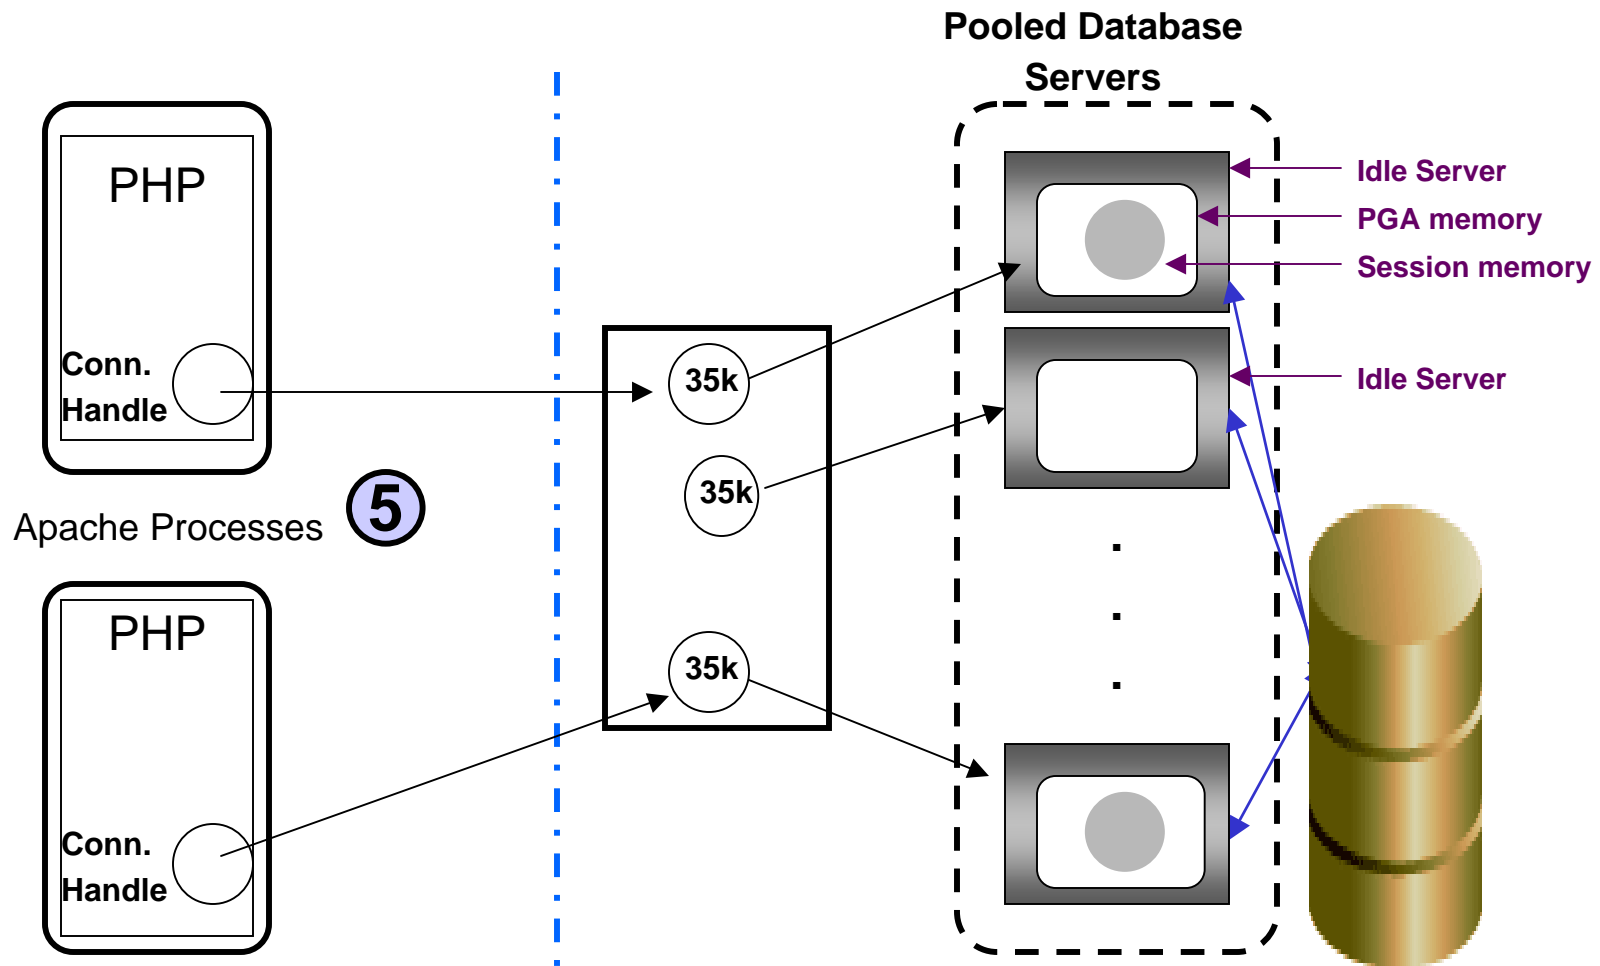 Pooled Database
Servers
PHP
Conn.
Handle
Apache Processes
5
PHP
Conn.
Handle
35k
35k
35k
Idle Server
PGA memory
Session memory
Idle Server
.
.
.